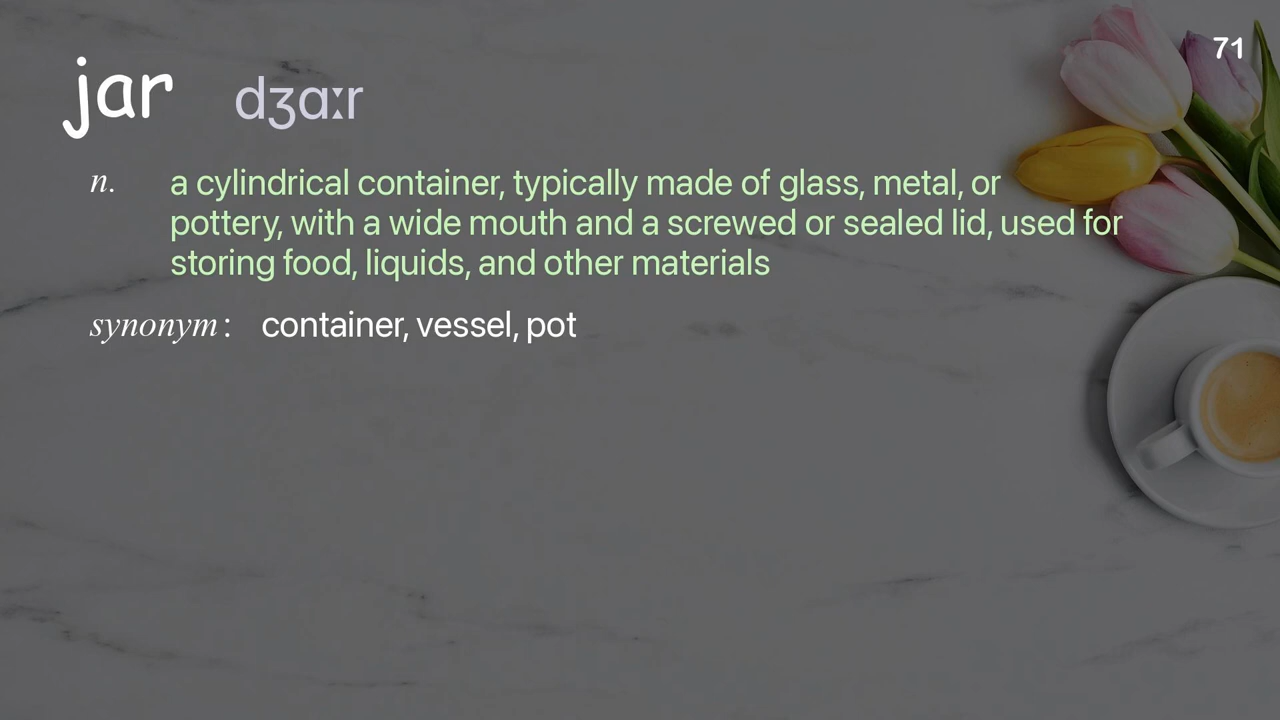 71
jar dʒɑːr
n. a cylindrical container, typically made of glass, metal, or
pottery, with a wide mouth and a screwed or sealed lid, used for
storing food, liquids, and other materials
synonym: container, vessel, pot